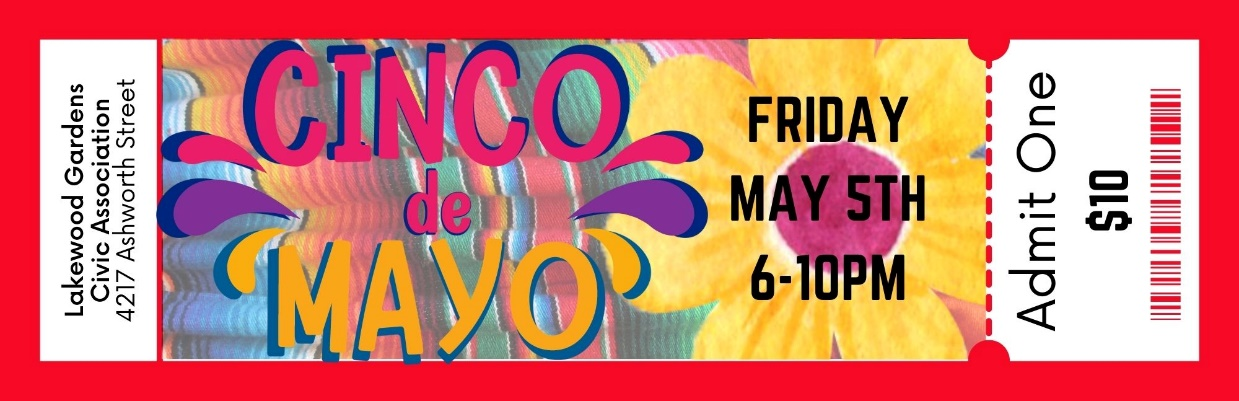 Lakewood Gardens
Civic Association
4217 Ashworth Street
CINCO
de
MAYO
FRIDAY
MAY 5TH
6-10PM
Admit One
$10